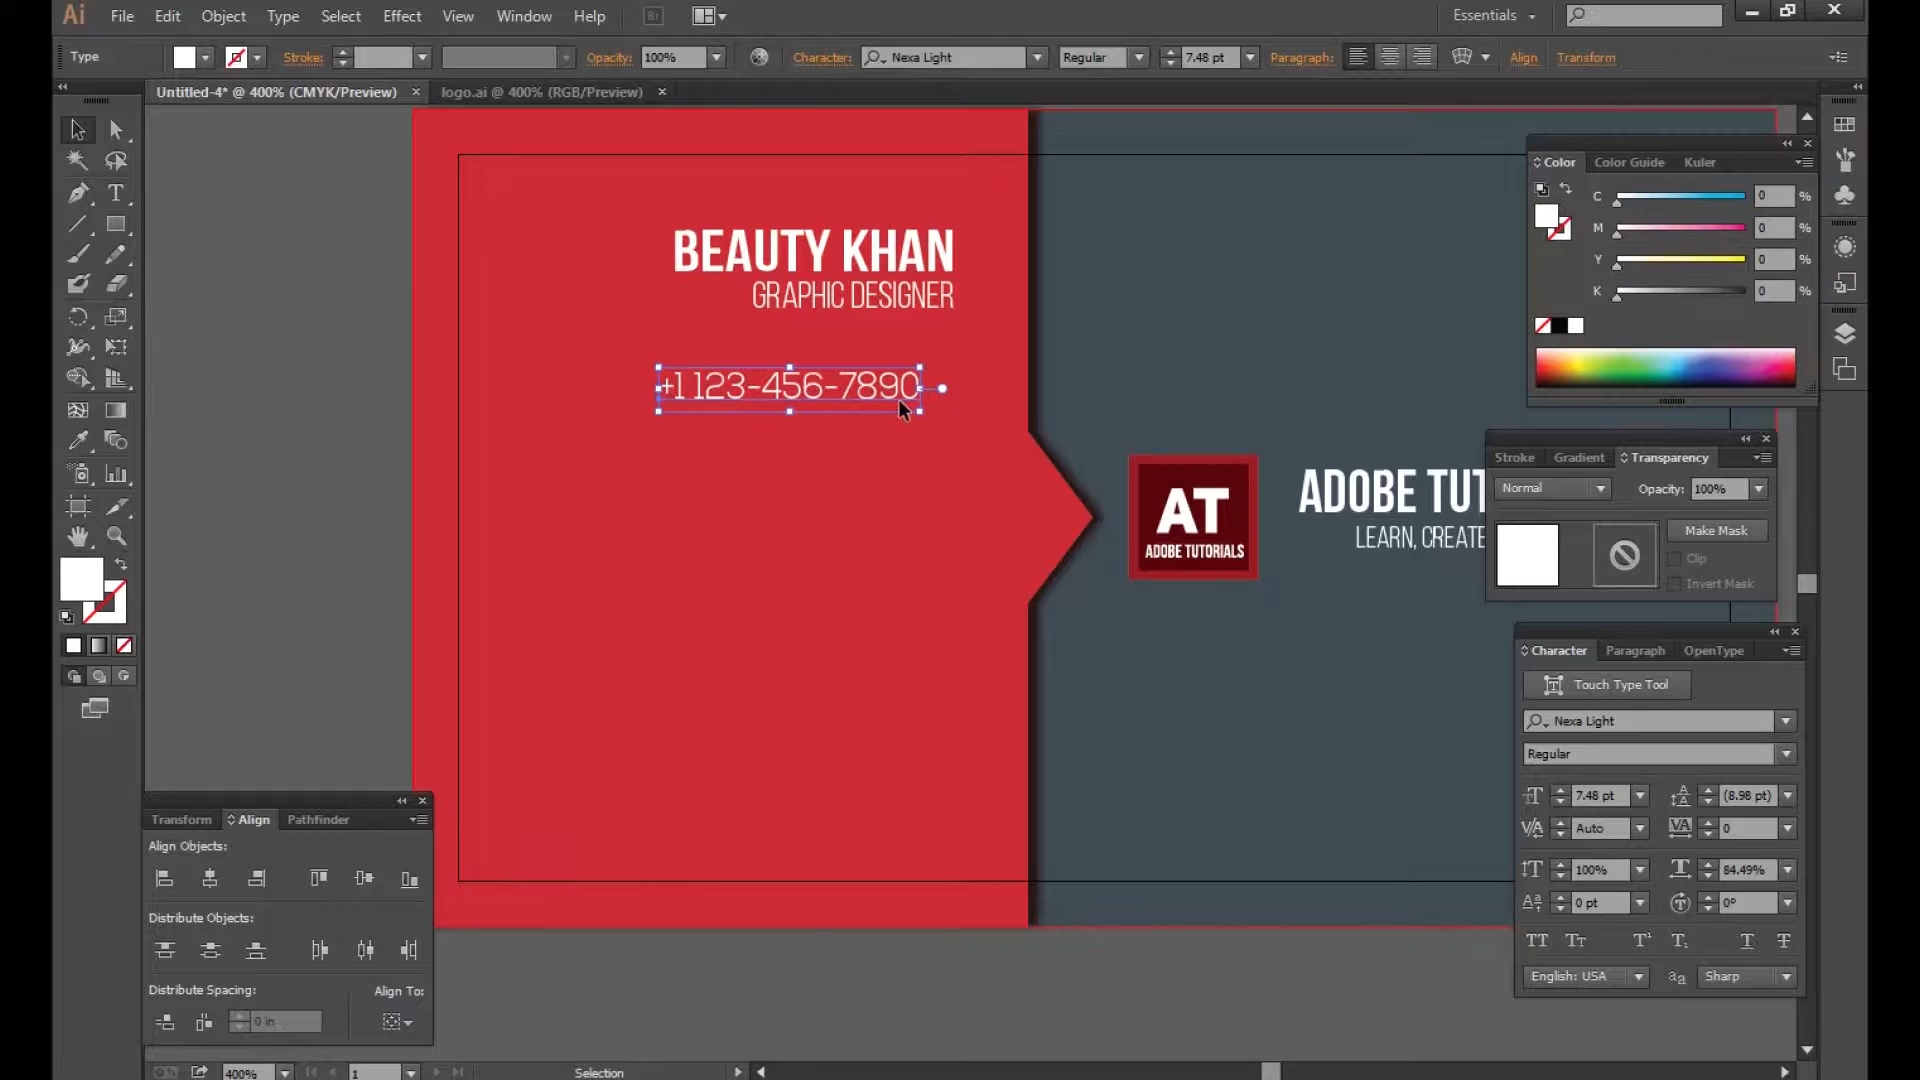 Ai File Edit Object Type Select Effect View Window Help Br Essentials
Type Stroke: Opacity: 100% Character: Nexa Light Regular 7.48 pt Paragraph: Align Transform
Untitled-4* @ 400% (CMYK/Preview) × logo.ai @ 400% (RGB/Preview) ×
Color Color Guide Kuler
C 0 %
M 0 %
Y 0 %
K 0 %
BEAUTY KHAN
GRAPHIC DESIGNER
+1 123-456-7890
AT
ADOBE TUTORIALS
ADOBE TUT
LEARN, CREATE
Stroke Gradient Transparency
Normal Opacity: 100%
Make Mask
Clip
Invert Mask
Character Paragraph OpenType
Touch Type Tool
Nexa Light
Regular
7.48 pt (8.98 pt)
Auto 0
100% 84.49%
0 pt 0°
English: USA Sharp
Transform Align Pathfinder
Align Objects:
Distribute Objects:
Distribute Spacing: Align To:
0 in
400% 1 Selection